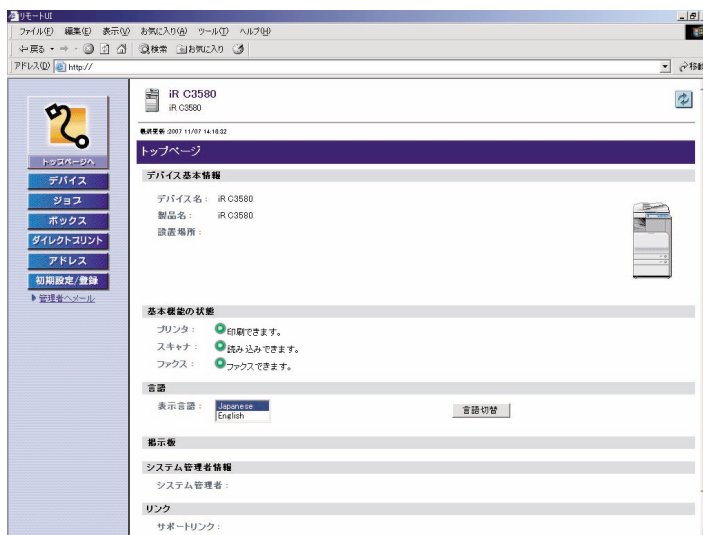 リモートUI
ファイル(F) 編集(E) 表示(V) お気に入り(A) ツール(T) ヘルプ(H)
戻る 検索 お気に入り
アドレス(D) http:// 移動
iR C3580
iR C3580
最終更新 :2007 11/07 14:16:32
トップページへ
トップページ
デバイス
ジョブ
ボックス
ダイレクトプリント
アドレス
初期設定/登録
管理者へメール
デバイス基本情報
デバイス名 : iR C3580
製品名 : iR C3580
設置場所 :
基本機能の状態
プリンタ : 印刷できます。
スキャナ : 読み込みできます。
ファクス : ファクスできます。
言語
表示言語 : Japanese
English
言語切替
掲示板
システム管理者情報
システム管理者 :
リンク
サポートリンク :